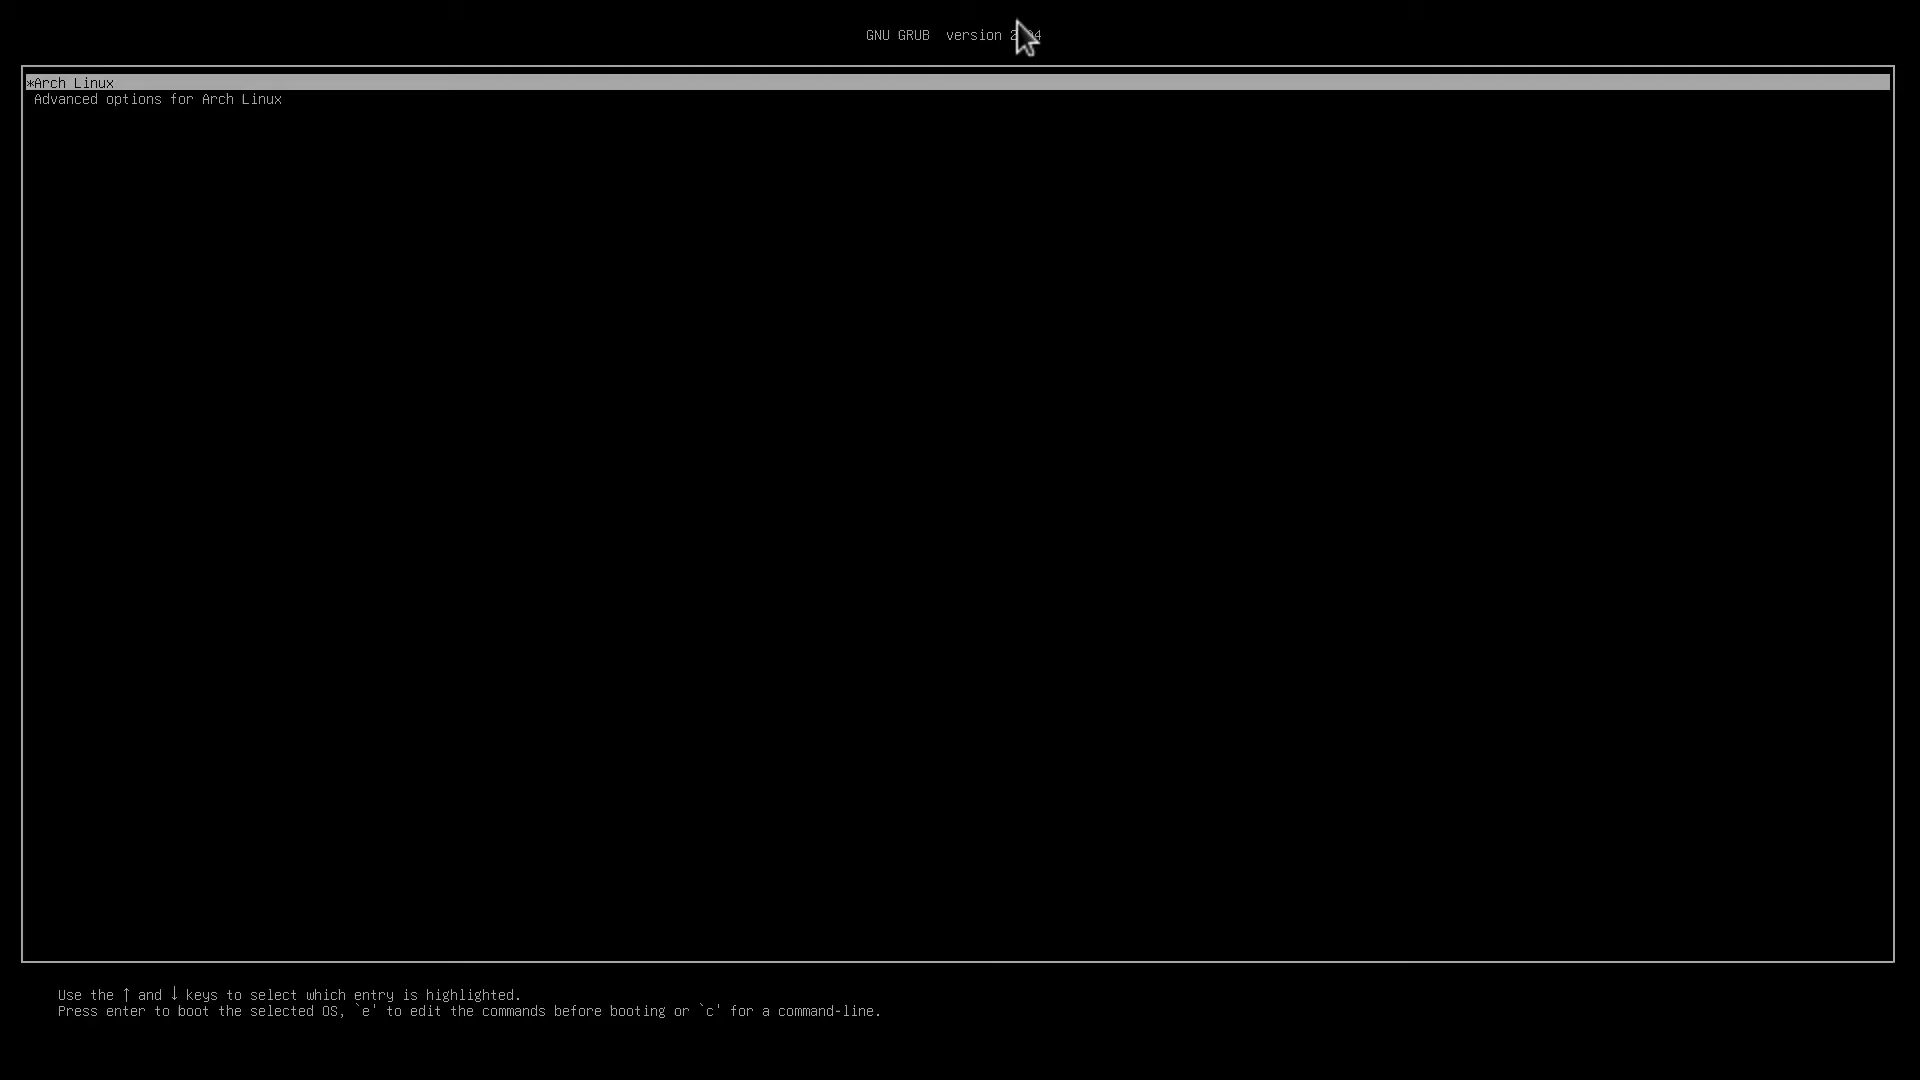 GNU GRUB version
*Arch Linux
Advanced options for Arch Linux
Use the ↑ and ↓ keys to select which entry is highlighted.
Press enter to boot the selected OS, `e' to edit the commands before booting or `c' for a command-line.